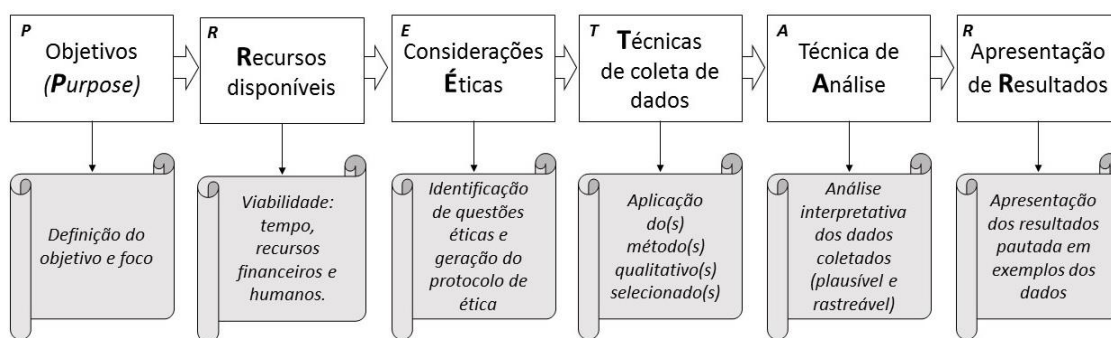 P
Objetivos
(Purpose)
R
Recursos
disponíveis
E
Considerações
Éticas
T
Técnicas
de coleta de
dados
A
Técnica de
Análise
R
Apresentação
de Resultados
Definição do
objetivo e foco
Viabilidade:
tempo,
recursos
financeiros e
humanos.
Identificação
de questões
éticas e
geração do
protocolo de
ética
Aplicação
do(s)
método(s)
qualitativo(s)
selecionado(s)
Análise
interpretativa
dos dados
coletados
(plausível e
rastreável)
Apresentação
dos resultados
pautada em
exemplos dos
dados